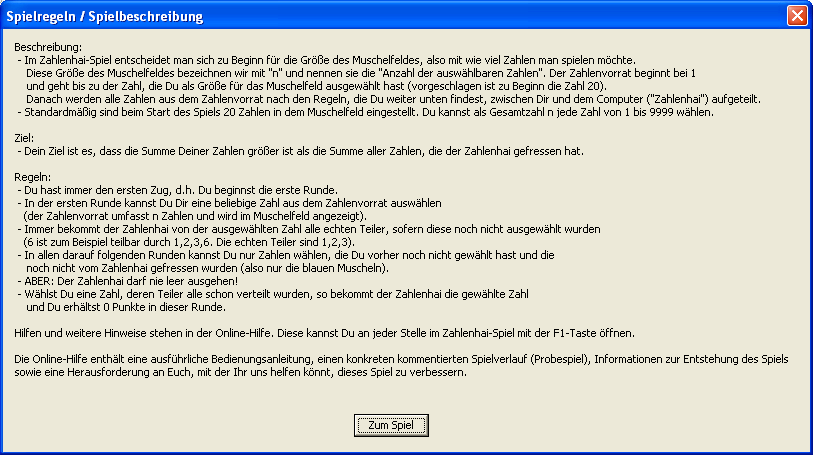 Spielregeln / Spielbeschreibung
Beschreibung:
- Im Zahlenhai-Spiel entscheidet man sich zu Beginn für die Größe des Muschelfeldes, also mit wie viel Zahlen man spielen möchte.
Diese Größe des Muschelfeldes bezeichnen wir mit "n" und nennen sie die "Anzahl der auswählbaren Zahlen". Der Zahlenvorrat beginnt bei 1
und geht bis zu der Zahl, die Du als Größe für das Muschelfeld ausgewählt hast (vorgeschlagen ist zu Beginn die Zahl 20).
Danach werden alle Zahlen aus dem Zahlenvorrat nach den Regeln, die Du weiter unten findest, zwischen Dir und dem Computer ("Zahlenhai") aufgeteilt.
- Standardmäßig sind beim Start des Spiels 20 Zahlen in dem Muschelfeld eingestellt. Du kannst als Gesamtzahl n jede Zahl von 1 bis 9999 wählen.
Ziel:
- Dein Ziel ist es, dass die Summe Deiner Zahlen größer ist als die Summe aller Zahlen, die der Zahlenhai gefressen hat.
Regeln:
- Du hast immer den ersten Zug, d.h. Du beginnst die erste Runde.
- In der ersten Runde kannst Du Dir eine beliebige Zahl aus dem Zahlenvorrat auswählen
(der Zahlenvorrat umfasst n Zahlen und wird im Muschelfeld angezeigt).
- Immer bekommt der Zahlenhai von der ausgewählten Zahl alle echten Teiler, sofern diese noch nicht ausgewählt wurden
(6 ist zum Beispiel teilbar durch 1,2,3,6. Die echten Teiler sind 1,2,3).
- In allen darauf folgenden Runden kannst Du nur Zahlen wählen, die Du vorher noch nicht gewählt hast und die
noch nicht vom Zahlenhai gefressen wurden (also nur die blauen Muscheln).
- ABER: Der Zahlenhai darf nie leer ausgehen!
- Wählst Du eine Zahl, deren Teiler alle schon verteilt wurden, so bekommt der Zahlenhai die gewählte Zahl
und Du erhältst 0 Punkte in dieser Runde.
Hilfen und weitere Hinweise stehen in der Online-Hilfe. Diese kannst Du an jeder Stelle im Zahlenhai-Spiel mit der F1-Taste öffnen.
Die Online-Hilfe enthält eine ausführliche Bedienungsanleitung, einen konkreten kommentierten Spielverlauf (Probespiel), Informationen zur Entstehung des Spiels
sowie eine Herausforderung an Euch, mit der Ihr uns helfen könnt, dieses Spiel zu verbessern.
Zum Spiel